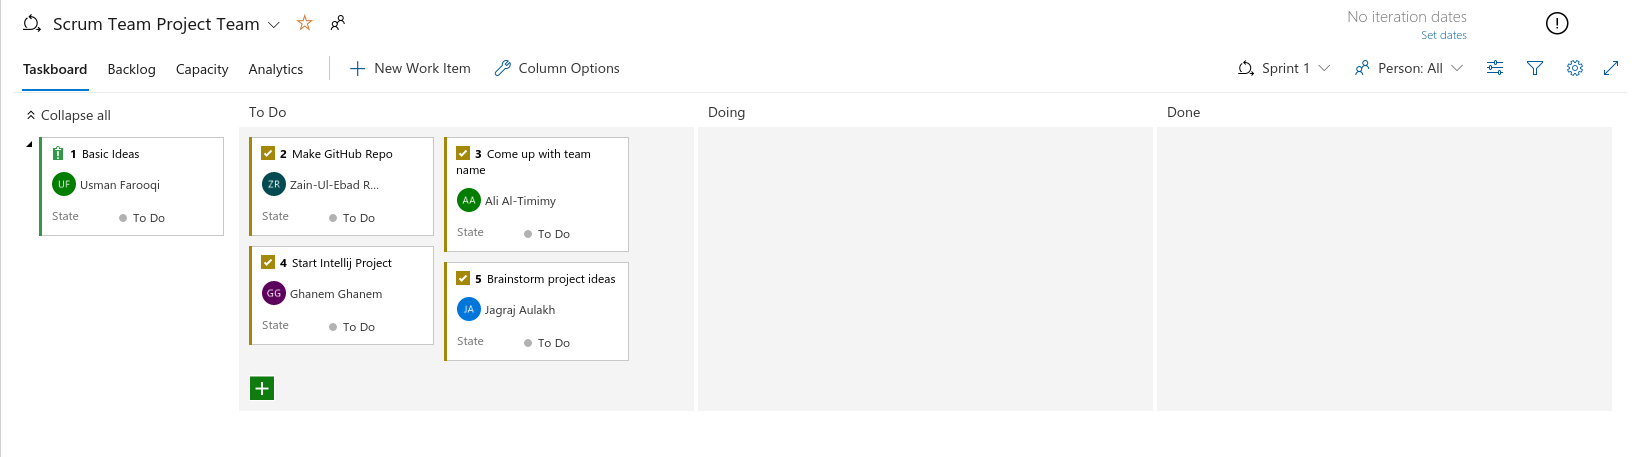 Scrum Team Project Team
No iteration dates
Set dates
Taskboard Backlog Capacity Analytics New Work Item Column Options Sprint 1 Person: All
Collapse all
To Do Doing Done
1 Basic Ideas
UF Usman Farooqi
State To Do
2 Make GitHub Repo
ZR Zain-Ul-Ebad R...
State To Do
3 Come up with team
name
AA Ali Al-Timimy
State To Do
4 Start Intellij Project
GG Ghanem Ghanem
State To Do
5 Brainstorm project ideas
JA Jagraj Aulakh
State To Do